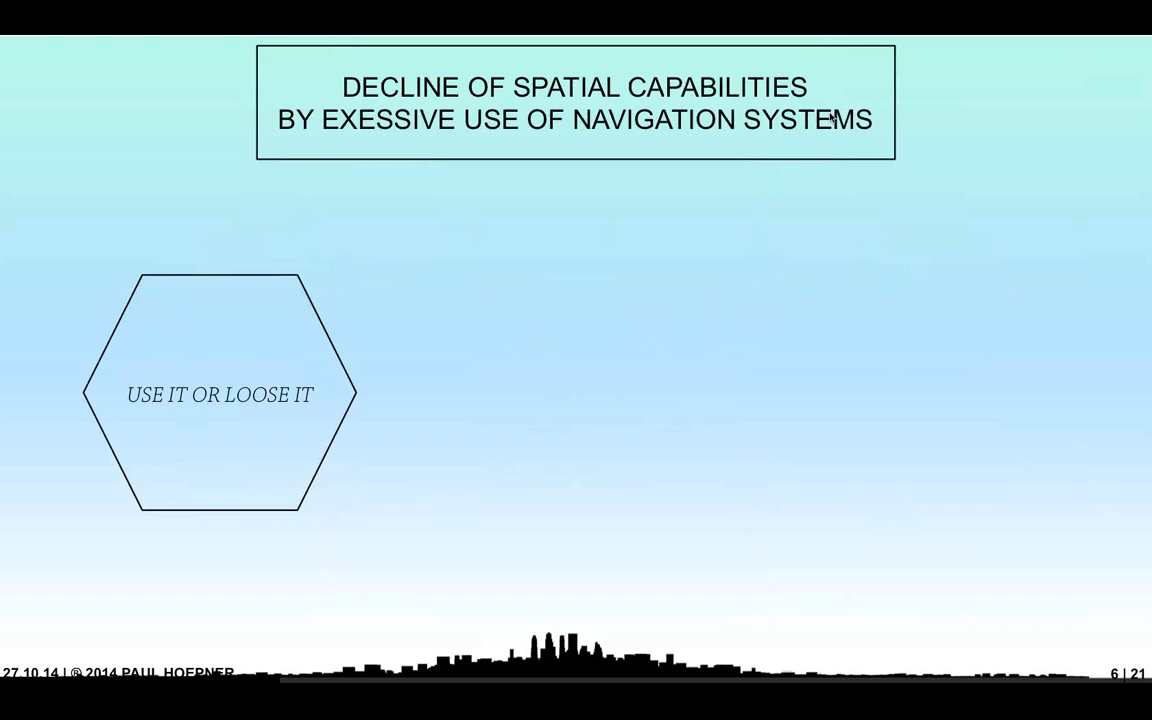 DECLINE OF SPATIAL CAPABILITIES
BY EXESSIVE USE OF NAVIGATION SYSTEMS
USE IT OR LOOSE IT
27.10.14 | ® 2014 PAUL HOEPNER
6 | 21